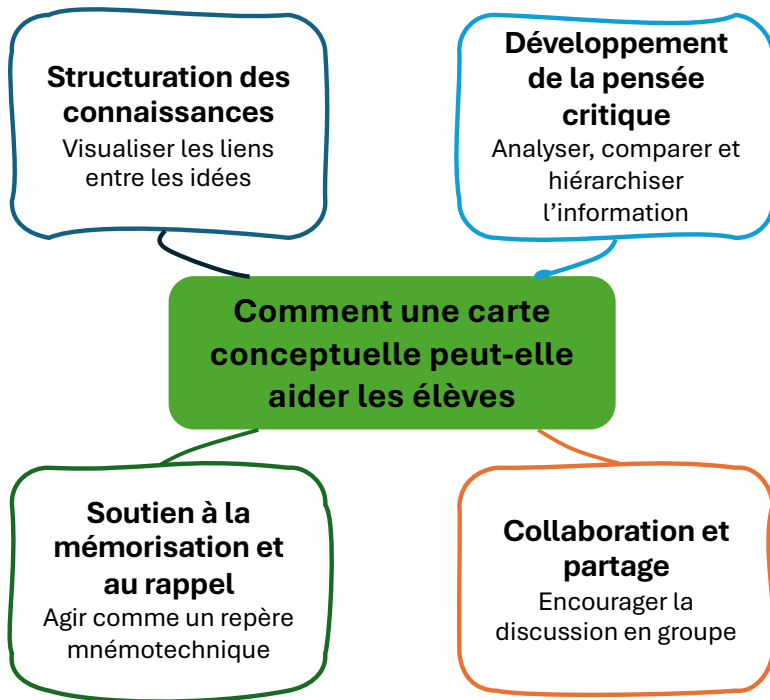 Structuration des
connaissances
Visualiser les liens
entre les idées
Développement
de la pensée
critique
Analyser, comparer et
hiérarchiser
l’information
Comment une carte
conceptuelle peut-elle
aider les élèves
Soutien à la
mémorisation et
au rappel
Agir comme un repère
mnémotechnique
Collaboration et
partage
Encourager la
discussion en groupe